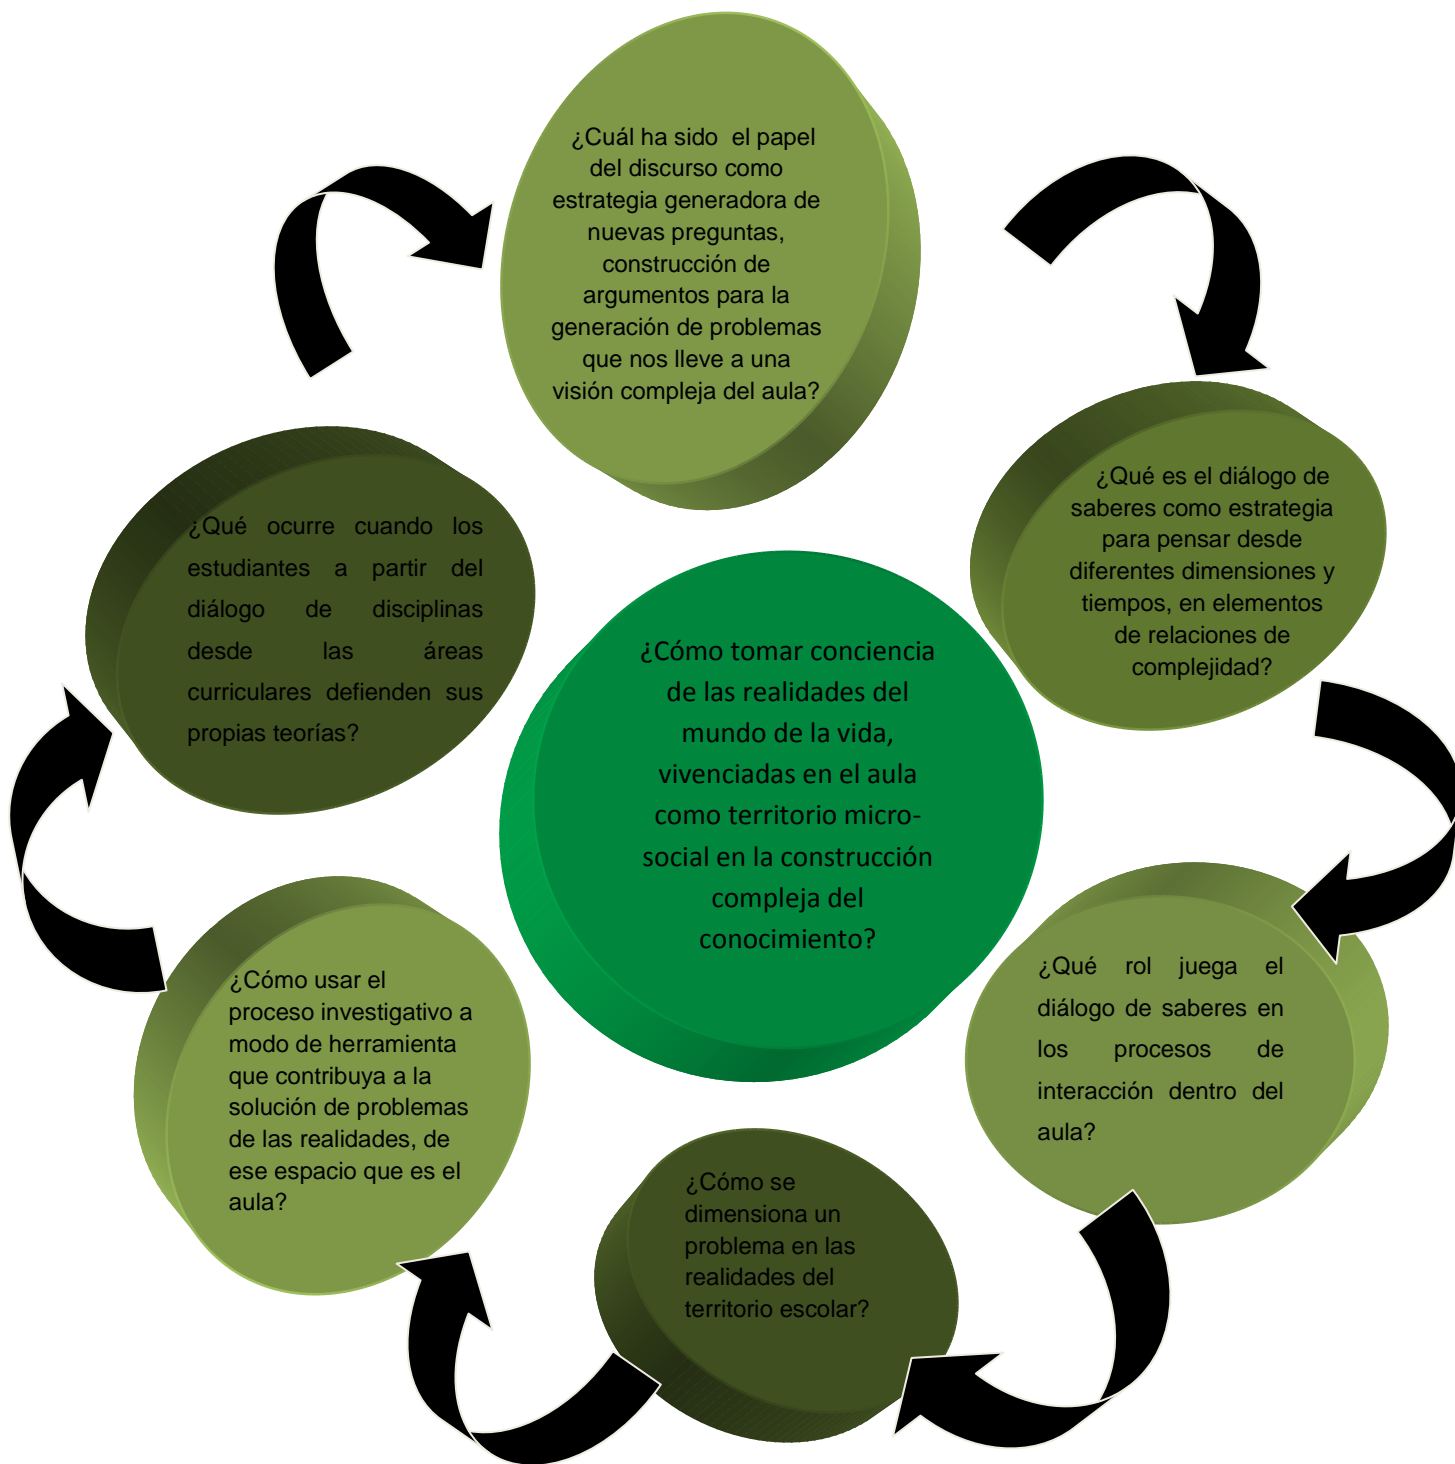 ¿Cuál ha sido  el papel
del discurso como
estrategia generadora de
nuevas preguntas,
construcción de
argumentos para la
generación de problemas
que nos lleve a una
visión compleja del aula?
¿Qué es el diálogo de
saberes como estrategia
para pensar desde
diferentes dimensiones y
tiempos, en elementos
de relaciones de
complejidad?
¿Qué rol juega el
diálogo de saberes en
los procesos de
interacción dentro del
aula?
¿Cómo se
dimensiona un
problema en las
realidades del
territorio escolar?
¿Cómo usar el
proceso investigativo a
modo de herramienta
que contribuya a la
solución de problemas
de las realidades, de
ese espacio que es el
aula?
¿Qué ocurre cuando los
estudiantes a partir del
diálogo de disciplinas
desde las áreas
curriculares defienden sus
propias teorías?
¿Cómo tomar conciencia
de las realidades del
mundo de la vida,
vivenciadas en el aula
como territorio micro-
social en la construcción
compleja del
conocimiento?